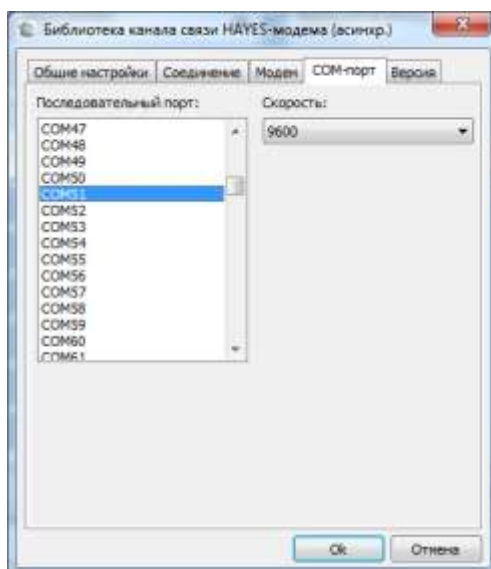 Библиотека канала связи HAYES-модема (асинхр.)
Общие настройки Соединение Модем COM-порт Версия
Последовательный порт: Скорость:
COM47 9600
COM48
COM49
COM50
COM51
COM52
COM53
COM54
COM55
COM56
COM57
COM58
COM59
COM60
COM61
Ok Отмена